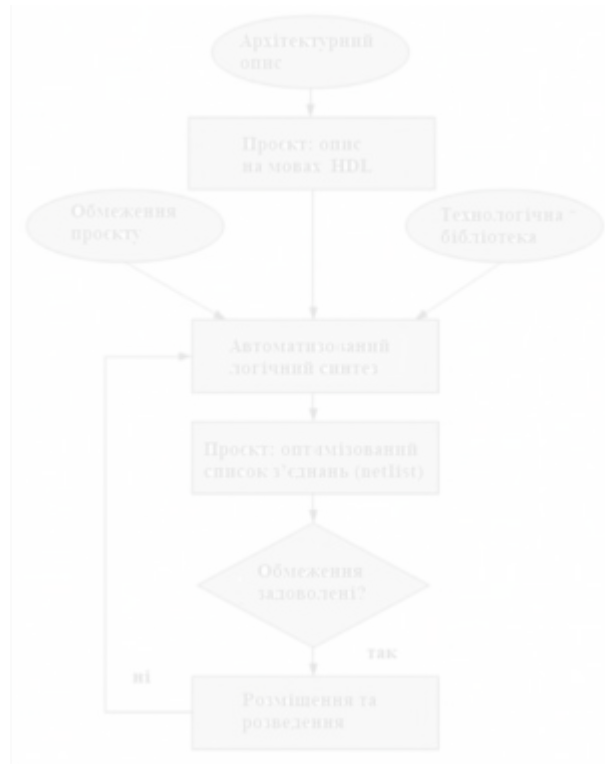 Архітектурний
опис
Проєкт: опис
на мовах HDL
Обмеження
проєкту
Технологічна
бібліотека
Автоматизований
логічний синтез
Проєкт: оптимізований
список з'єднань (netlist)
Обмеження
задоволені?
так
ні
Розміщення та
розведення